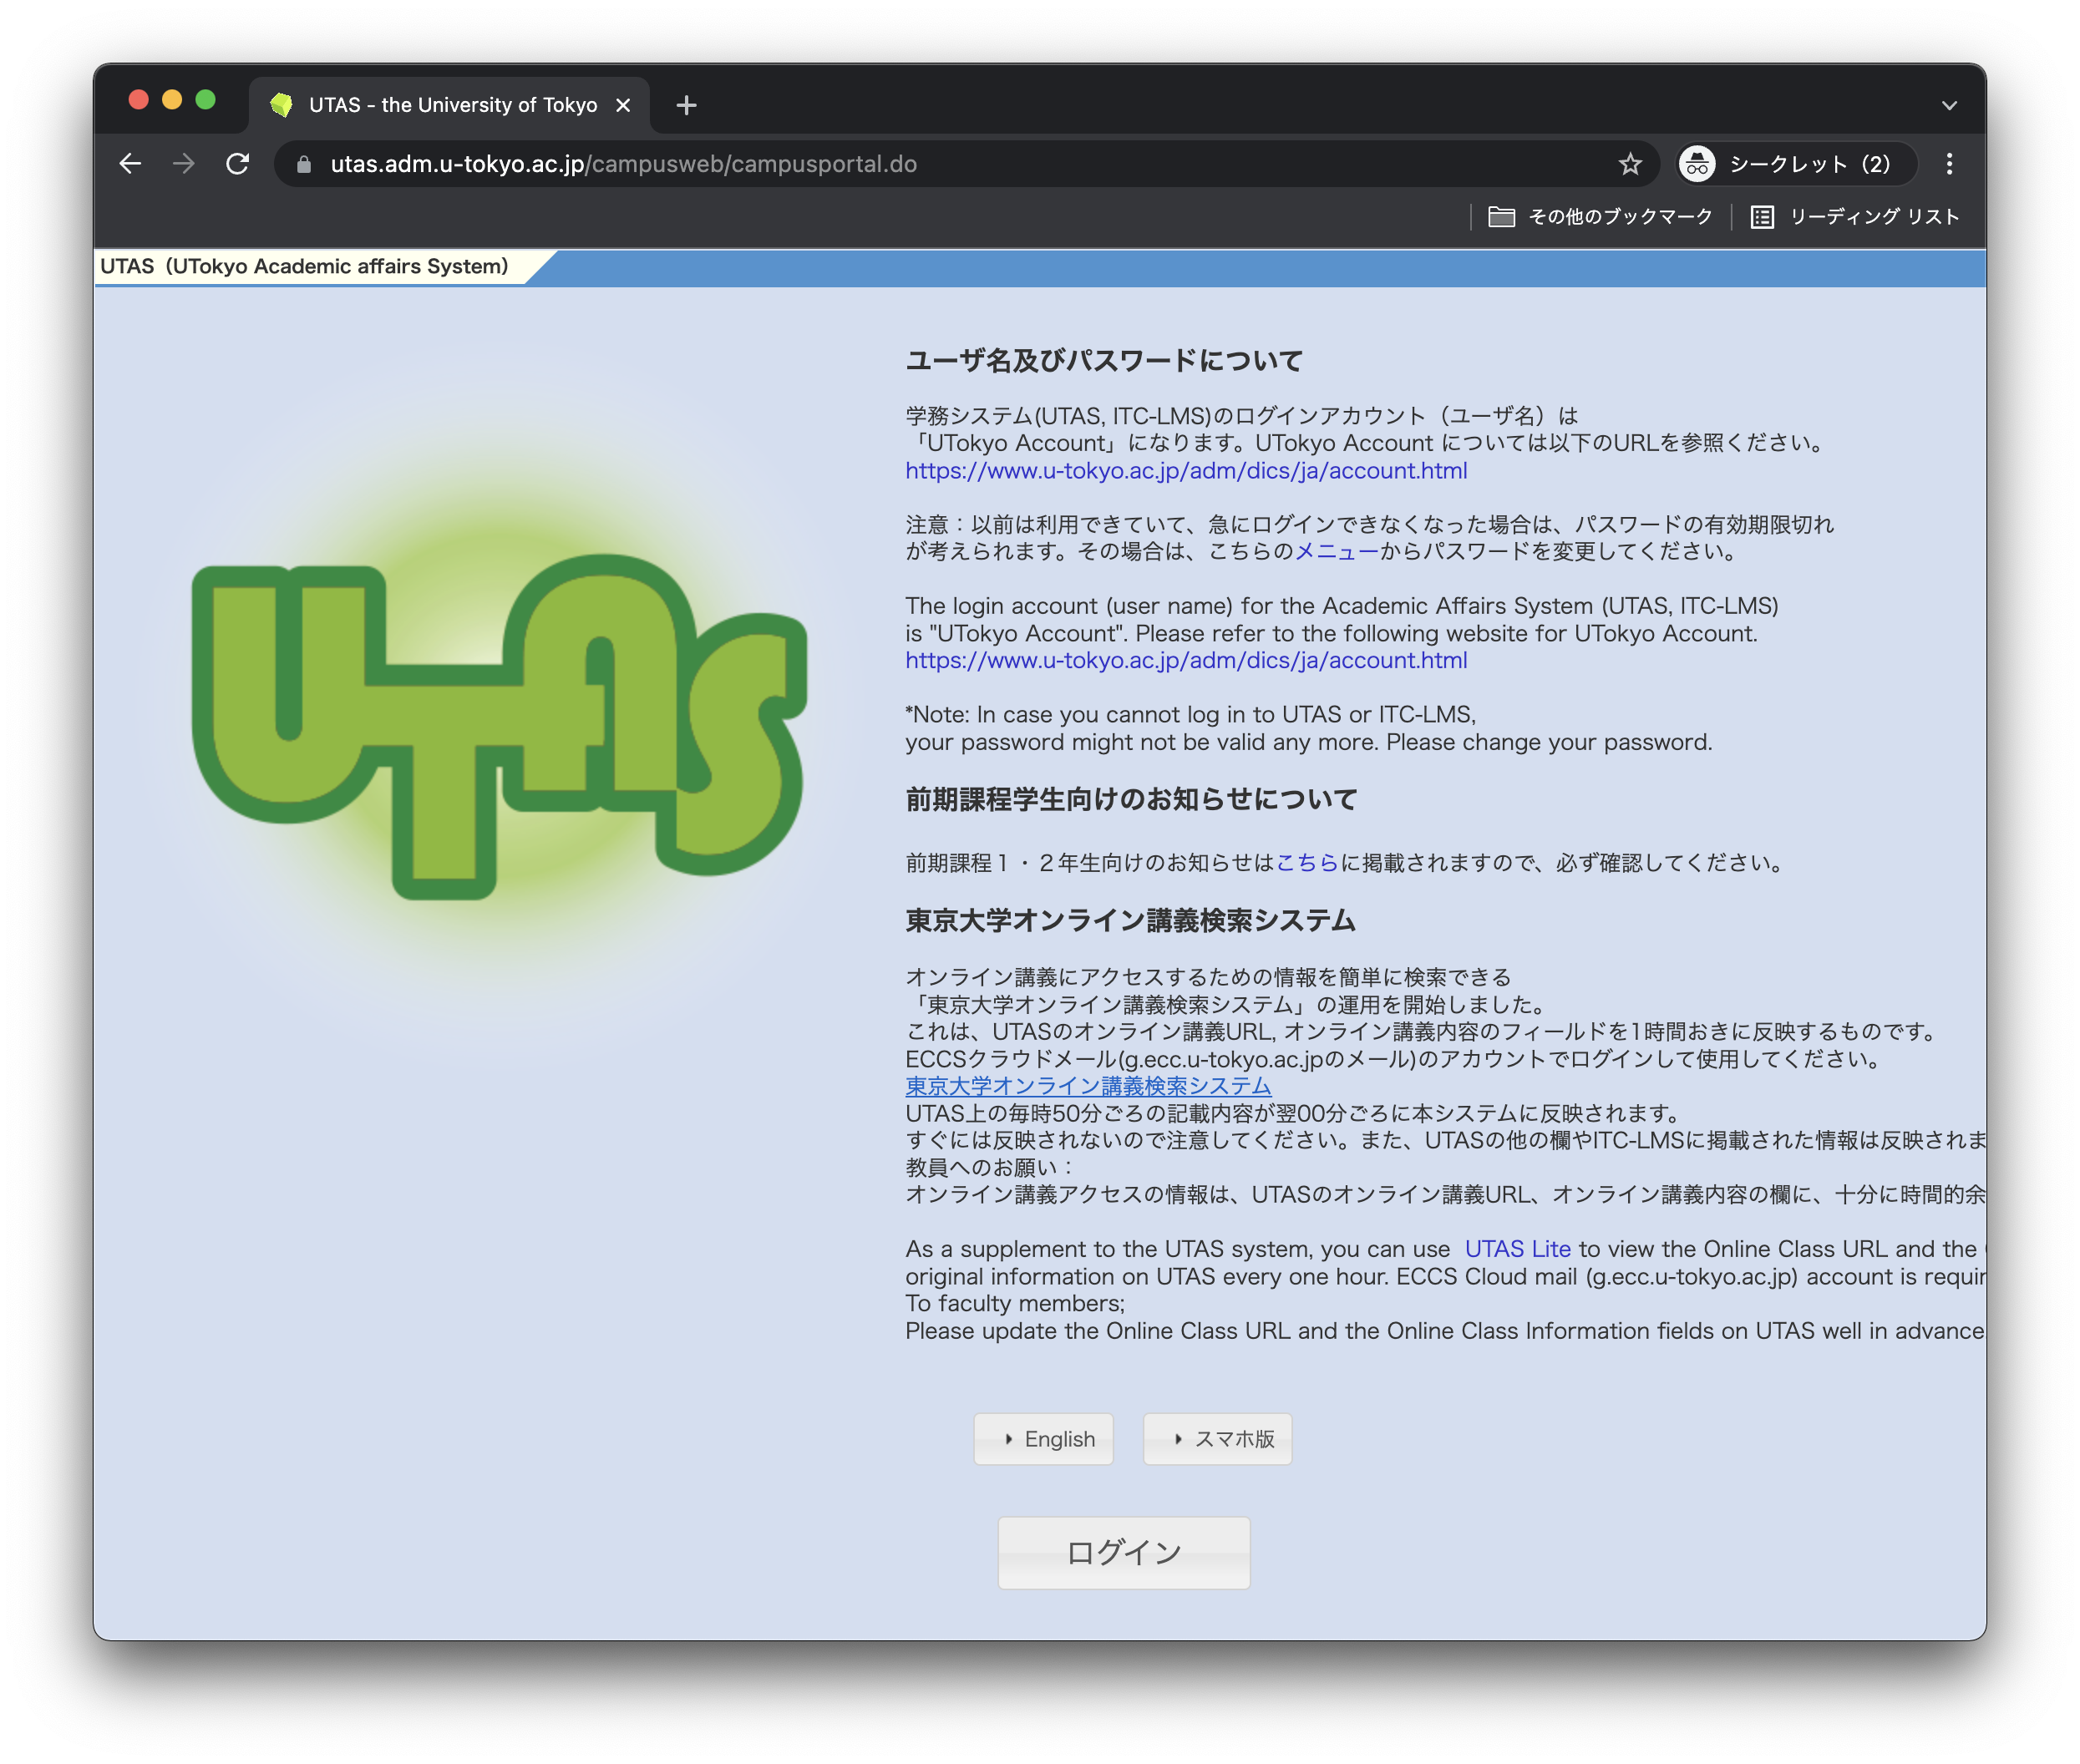 UTAS - the University of Tokyo
utas.adm.u-tokyo.ac.jp/campusweb/campusportal.do
シークレット（2）
その他のブックマーク
リーディング リスト
UTAS（UTokyo Academic affairs System）
UTAS
ユーザ名及びパスワードについて
学務システム(UTAS, ITC-LMS)のログインアカウント（ユーザ名）は
「UTokyo Account」になります。UTokyo Account については以下のURLを参照ください。
https://www.u-tokyo.ac.jp/adm/dics/ja/account.html
注意：以前は利用できていて、急にログインできなくなった場合は、パスワードの有効期限切れ
が考えられます。その場合は、こちらのメニューからパスワードを変更してください。
The login account (user name) for the Academic Affairs System (UTAS, ITC-LMS)
is "UTokyo Account". Please refer to the following website for UTokyo Account.
https://www.u-tokyo.ac.jp/adm/dics/ja/account.html
*Note: In case you cannot log in to UTAS or ITC-LMS,
your password might not be valid any more. Please change your password.
前期課程学生向けのお知らせについて
前期課程１・２年生向けのお知らせはこちらに掲載されますので、必ず確認してください。
東京大学オンライン講義検索システム
オンライン講義にアクセスするための情報を簡単に検索できる
「東京大学オンライン講義検索システム」の運用を開始しました。
これは、UTASのオンライン講義URL, オンライン講義内容のフィールドを1時間おきに反映するものです。
ECCSクラウドメール(g.ecc.u-tokyo.ac.jpのメール)のアカウントでログインして使用してください。
東京大学オンライン講義検索システム
UTAS上の毎時50分ごろの記載内容が翌00分ごろに本システムに反映されます。
すぐには反映されないので注意してください。また、UTASの他の欄やITC-LMSに掲載された情報は反映されま
教員へのお願い：
オンライン講義アクセスの情報は、UTASのオンライン講義URL、オンライン講義内容の欄に、十分に時間的余
As a supplement to the UTAS system, you can use UTAS Lite to view the Online Class URL and the
original information on UTAS every one hour. ECCS Cloud mail (g.ecc.u-tokyo.ac.jp) account is requir
To faculty members;
Please update the Online Class URL and the Online Class Information fields on UTAS well in advance
English
スマホ版
ログイン